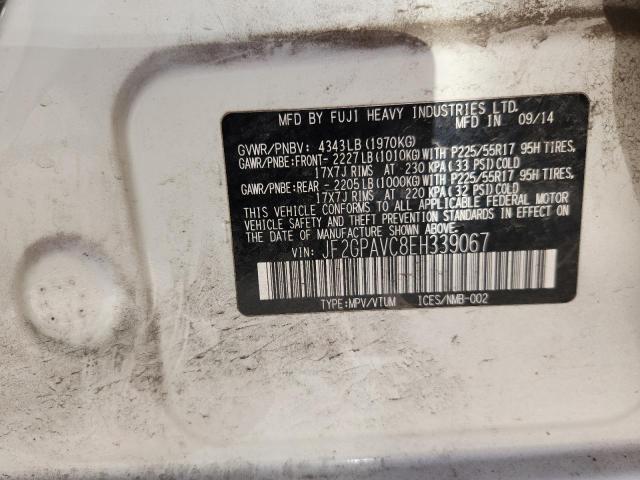 MFD BY FUJI HEAVY INDUSTRIES LTD.
MFD. IN 09/14
GVWR/PNBV: 4343LB (1970KG)
GAWR/PNBE:FRONT- 2227LB (1010KG) WITH P225/55R17 95H TIRES,
17X7J RIMS AT 230 KPA ( 33 PSI) COLD
GAWR/PNBE:REAR - 2205LB (1000KG) WITH P225/55R17 95H TIRES,
17X7J RIMS AT 220 KPA ( 32 PSI) COLD
THIS VEHICLE CONFORMS TO ALL APPLICABLE FEDERAL
MOTOR VEHICLE SAFETY STANDARDS IN EFFECT ON
THE DATE OF MANUFACTURE SHOWN ABOVE.
VIN: JF2GPAVC8EH339067
TYPE:MPV/VTUM ICES/NMB-002